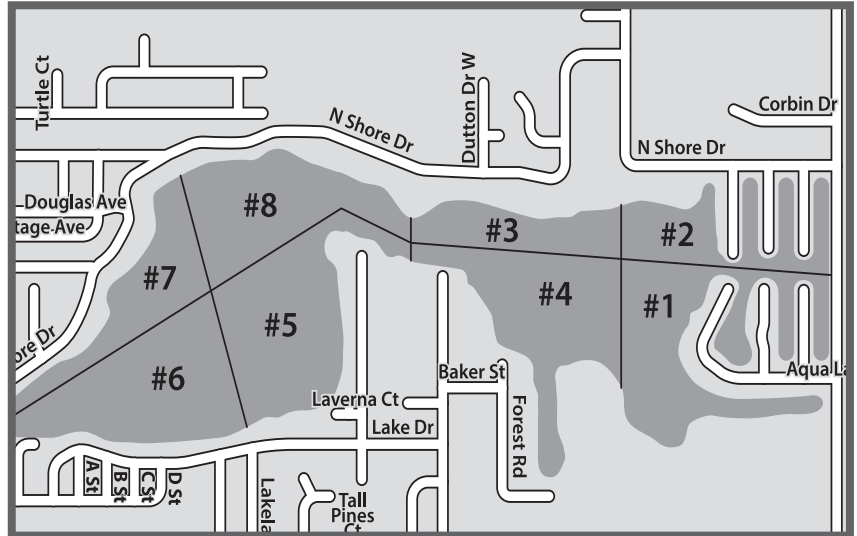 Turtle Ct
N Shore Dr
Dutton Dr W
Corbin Dr
N Shore Dr
Douglas Ave
tage Ave
#8
#3
#2
#7
#4
#1
#5
ore Dr
#6
Baker St
Aqua La
Laverna Ct
Lake Dr
Forest Rd
A St
B St
C St
D St
Lakela
Tall
Pines
Ct